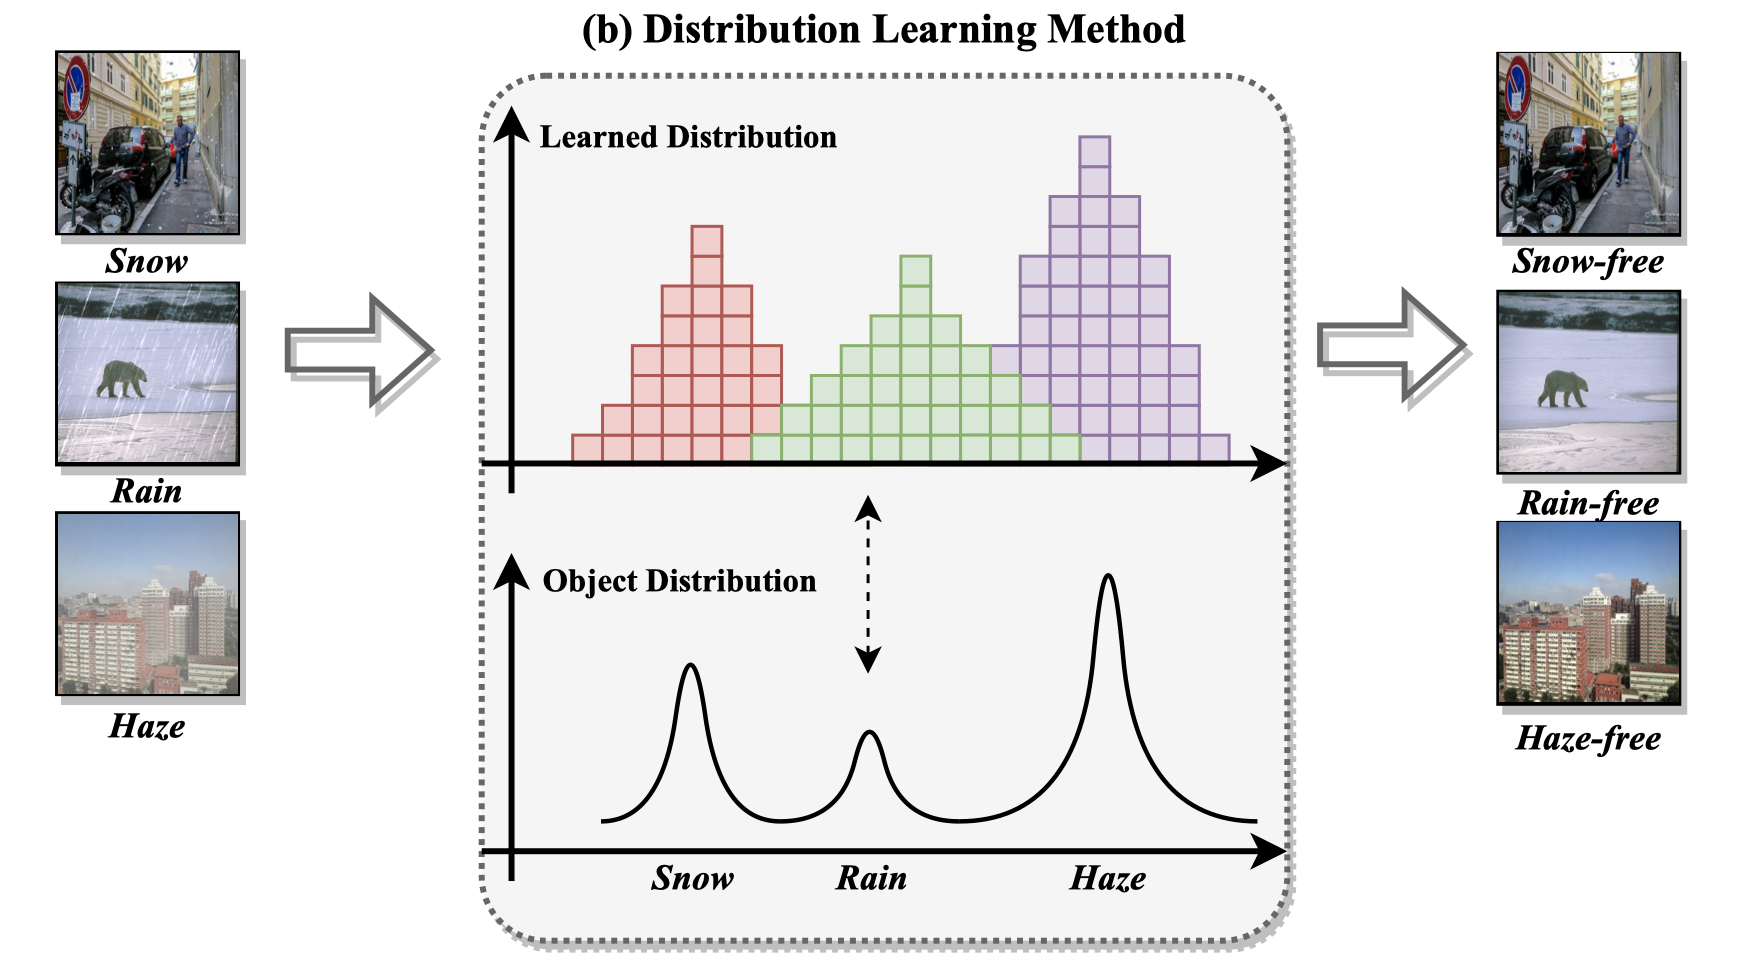 (b) Distribution Learning Method
Snow
Rain
Haze
Learned Distribution
Object Distribution
Snow
Rain
Haze
Snow-free
Rain-free
Haze-free